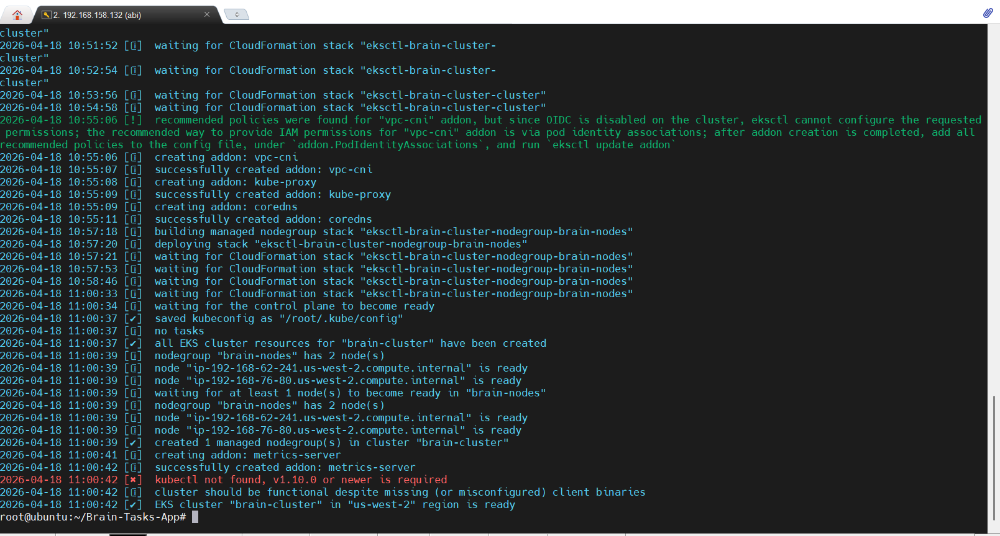 2. 192.168.158.132 (abi)
cluster"
2026-04-18 10:51:52 [ℹ]  waiting for CloudFormation stack "eksctl-brain-cluster-
cluster"
2026-04-18 10:52:54 [ℹ]  waiting for CloudFormation stack "eksctl-brain-cluster-
cluster"
2026-04-18 10:53:56 [ℹ]  waiting for CloudFormation stack "eksctl-brain-cluster-cluster"
2026-04-18 10:54:58 [ℹ]  waiting for CloudFormation stack "eksctl-brain-cluster-cluster"
2026-04-18 10:55:06 [!]  recommended policies were found for "vpc-cni" addon, but since OIDC is disabled on the cluster, eksctl cannot configure the requested
 permissions; the recommended way to provide IAM permissions for "vpc-cni" addon is via pod identity associations; after addon creation is completed, add all
recommended policies to the config file, under `addon.PodIdentityAssociations`, and run `eksctl update addon`
2026-04-18 10:55:06 [ℹ]  creating addon: vpc-cni
2026-04-18 10:55:07 [ℹ]  successfully created addon: vpc-cni
2026-04-18 10:55:08 [ℹ]  creating addon: kube-proxy
2026-04-18 10:55:09 [ℹ]  successfully created addon: kube-proxy
2026-04-18 10:55:09 [ℹ]  creating addon: coredns
2026-04-18 10:55:11 [ℹ]  successfully created addon: coredns
2026-04-18 10:57:18 [ℹ]  building managed nodegroup stack "eksctl-brain-cluster-nodegroup-brain-nodes"
2026-04-18 10:57:20 [ℹ]  deploying stack "eksctl-brain-cluster-nodegroup-brain-nodes"
2026-04-18 10:57:21 [ℹ]  waiting for CloudFormation stack "eksctl-brain-cluster-nodegroup-brain-nodes"
2026-04-18 10:57:53 [ℹ]  waiting for CloudFormation stack "eksctl-brain-cluster-nodegroup-brain-nodes"
2026-04-18 10:58:46 [ℹ]  waiting for CloudFormation stack "eksctl-brain-cluster-nodegroup-brain-nodes"
2026-04-18 11:00:33 [ℹ]  waiting for CloudFormation stack "eksctl-brain-cluster-nodegroup-brain-nodes"
2026-04-18 11:00:34 [ℹ]  waiting for the control plane to become ready
2026-04-18 11:00:37 [✔]  saved kubeconfig as "/root/.kube/config"
2026-04-18 11:00:37 [ℹ]  no tasks
2026-04-18 11:00:37 [✔]  all EKS cluster resources for "brain-cluster" have been created
2026-04-18 11:00:39 [ℹ]  nodegroup "brain-nodes" has 2 node(s)
2026-04-18 11:00:39 [ℹ]  node "ip-192-168-62-241.us-west-2.compute.internal" is ready
2026-04-18 11:00:39 [ℹ]  node "ip-192-168-76-80.us-west-2.compute.internal" is ready
2026-04-18 11:00:39 [ℹ]  waiting for at least 1 node(s) to become ready in "brain-nodes"
2026-04-18 11:00:39 [ℹ]  nodegroup "brain-nodes" has 2 node(s)
2026-04-18 11:00:39 [ℹ]  node "ip-192-168-62-241.us-west-2.compute.internal" is ready
2026-04-18 11:00:39 [ℹ]  node "ip-192-168-76-80.us-west-2.compute.internal" is ready
2026-04-18 11:00:39 [✔]  created 1 managed nodegroup(s) in cluster "brain-cluster"
2026-04-18 11:00:41 [ℹ]  creating addon: metrics-server
2026-04-18 11:00:42 [ℹ]  successfully created addon: metrics-server
2026-04-18 11:00:42 [✖]  kubectl not found, v1.10.0 or newer is required
2026-04-18 11:00:42 [ℹ]  cluster should be functional despite missing (or misconfigured) client binaries
2026-04-18 11:00:42 [✔]  EKS cluster "brain-cluster" in "us-west-2" region is ready
root@ubuntu:~/Brain-Tasks-App#